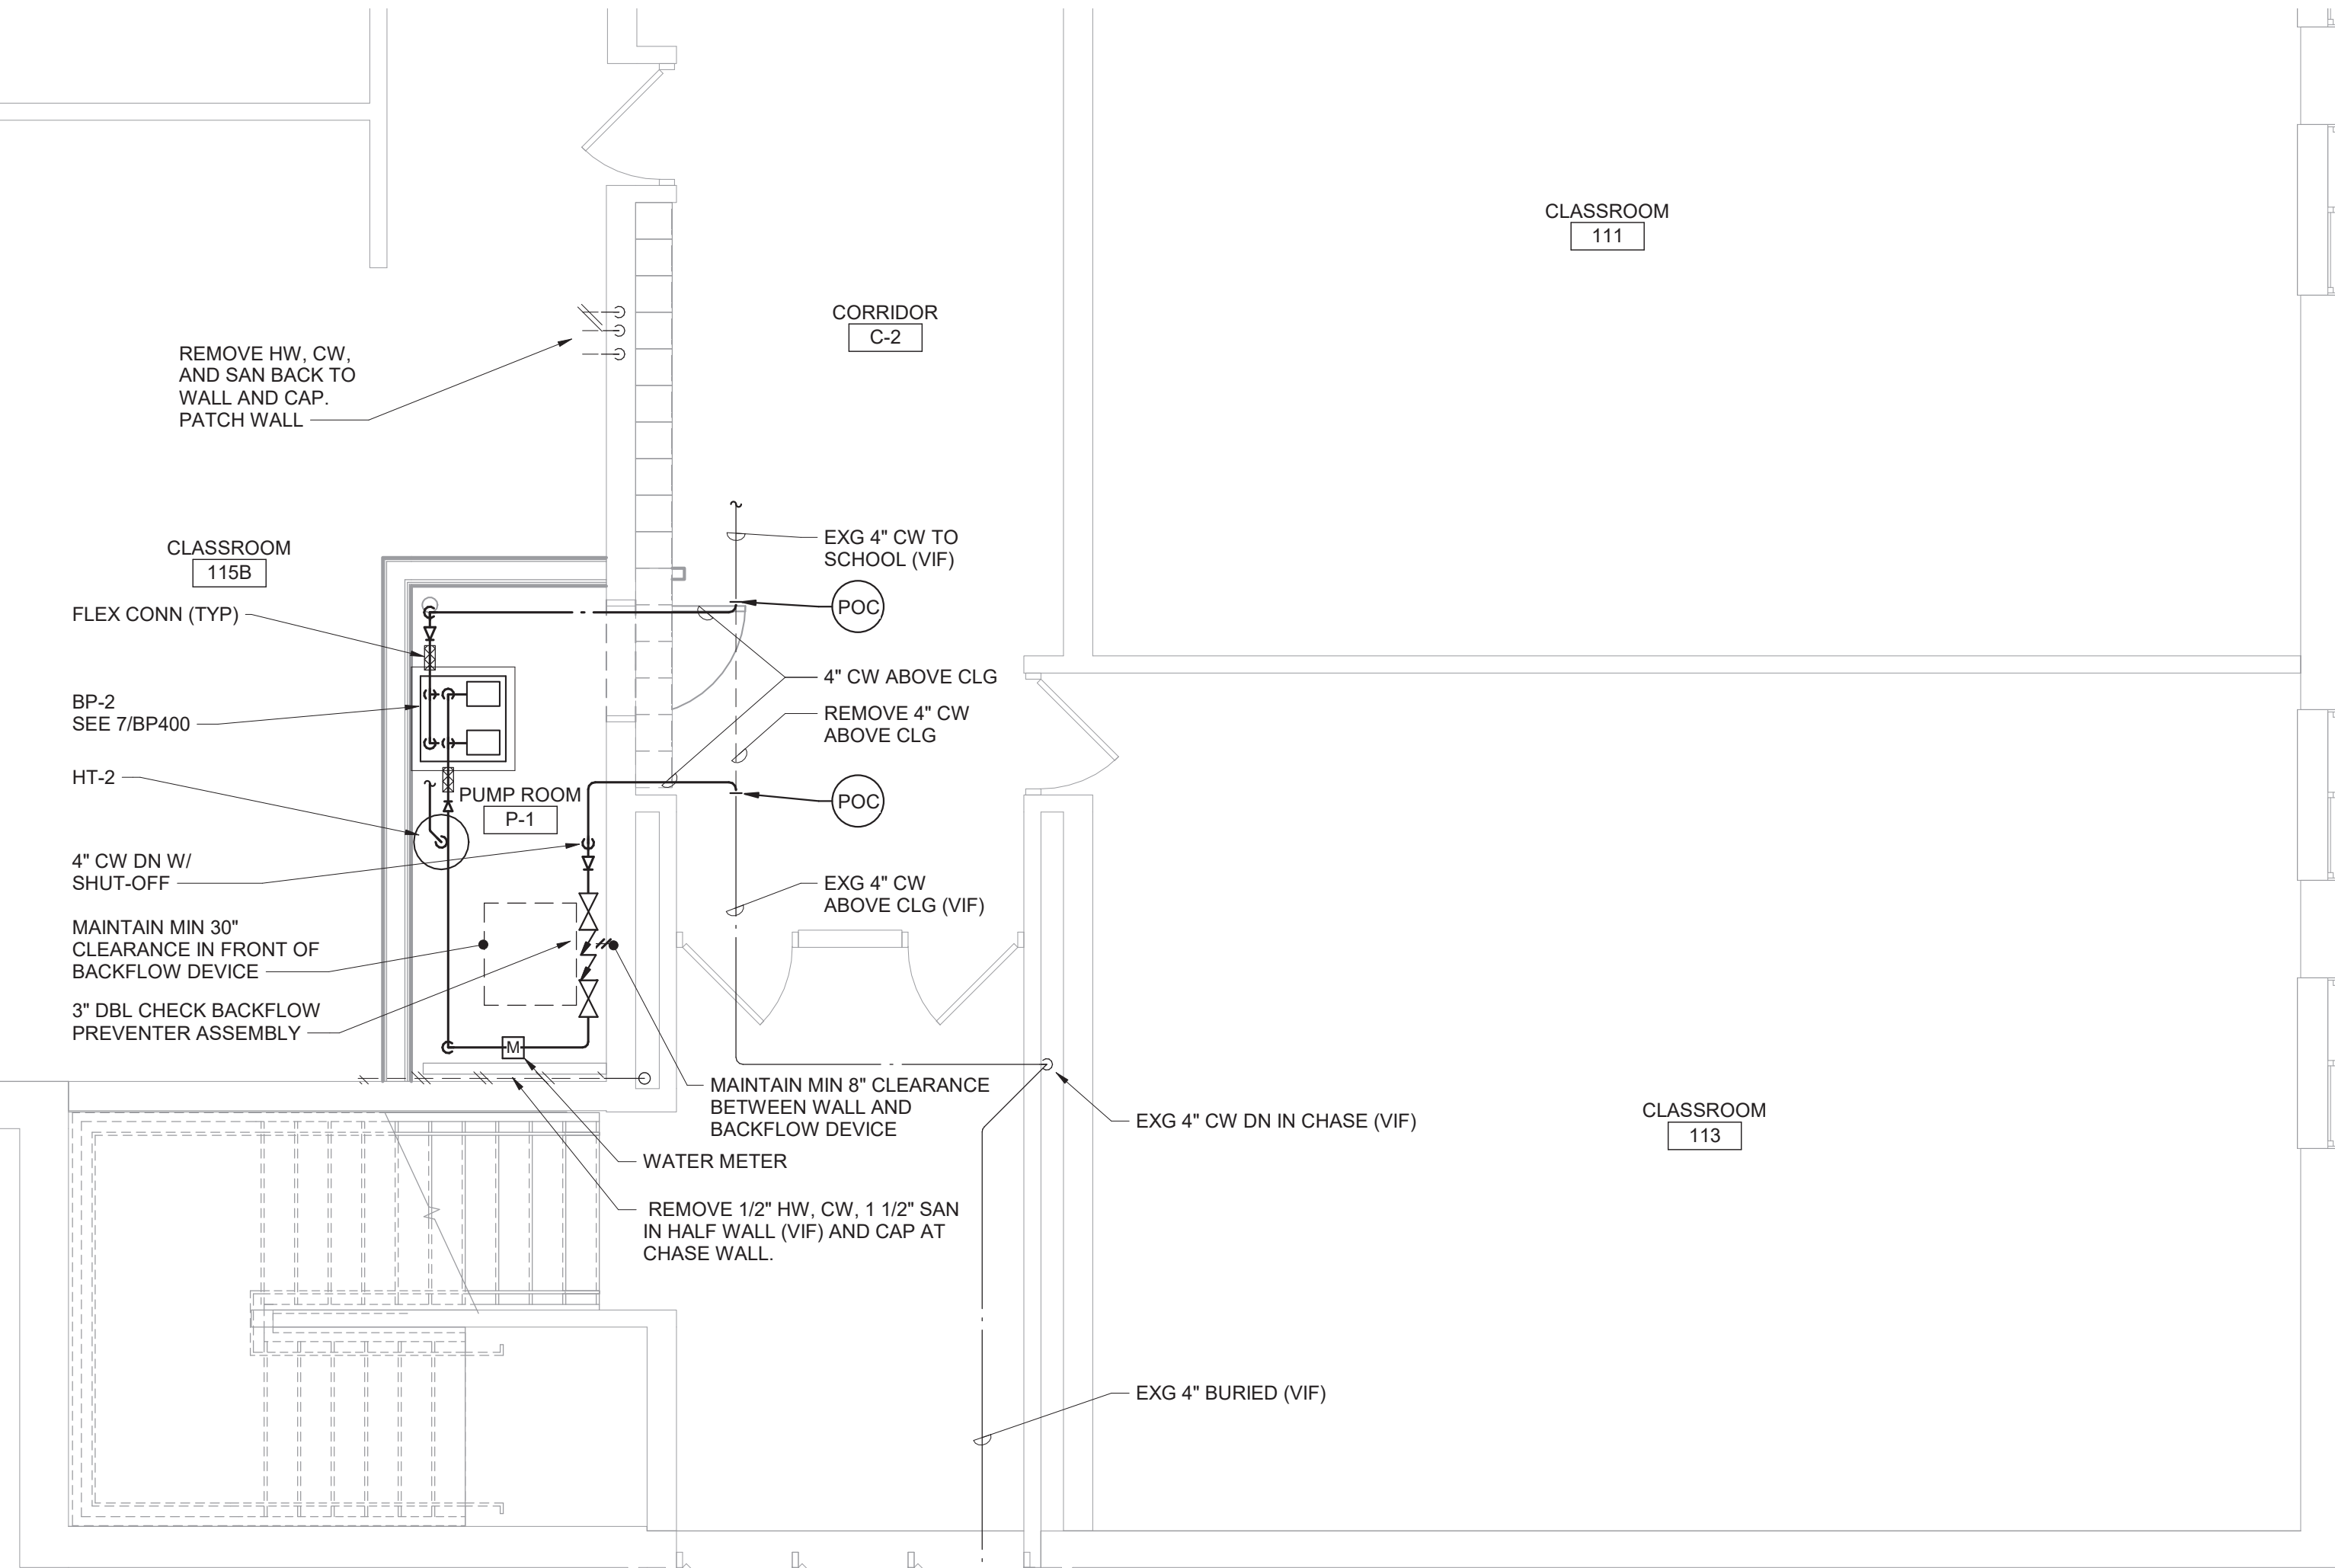 CLASSROOM
111
CORRIDOR
C-2
REMOVE HW, CW,
AND SAN BACK TO
WALL AND CAP.
PATCH WALL
EXG 4" CW TO
SCHOOL (VIF)
CLASSROOM
115B
POC
FLEX CONN (TYP)
4" CW ABOVE CLG
BP-2
SEE 7/BP400
REMOVE 4" CW
ABOVE CLG
HT-2
PUMP ROOM
P-1
POC
4" CW DN W/
SHUT-OFF
EXG 4" CW
ABOVE CLG (VIF)
MAINTAIN MIN 30"
CLEARANCE IN FRONT OF
BACKFLOW DEVICE
3" DBL CHECK BACKFLOW
PREVENTER ASSEMBLY
M
MAINTAIN MIN 8" CLEARANCE
BETWEEN WALL AND
BACKFLOW DEVICE
EXG 4" CW DN IN CHASE (VIF)
CLASSROOM
113
WATER METER
REMOVE 1/2" HW, CW, 1 1/2" SAN
IN HALF WALL (VIF) AND CAP AT
CHASE WALL.
EXG 4" BURIED (VIF)